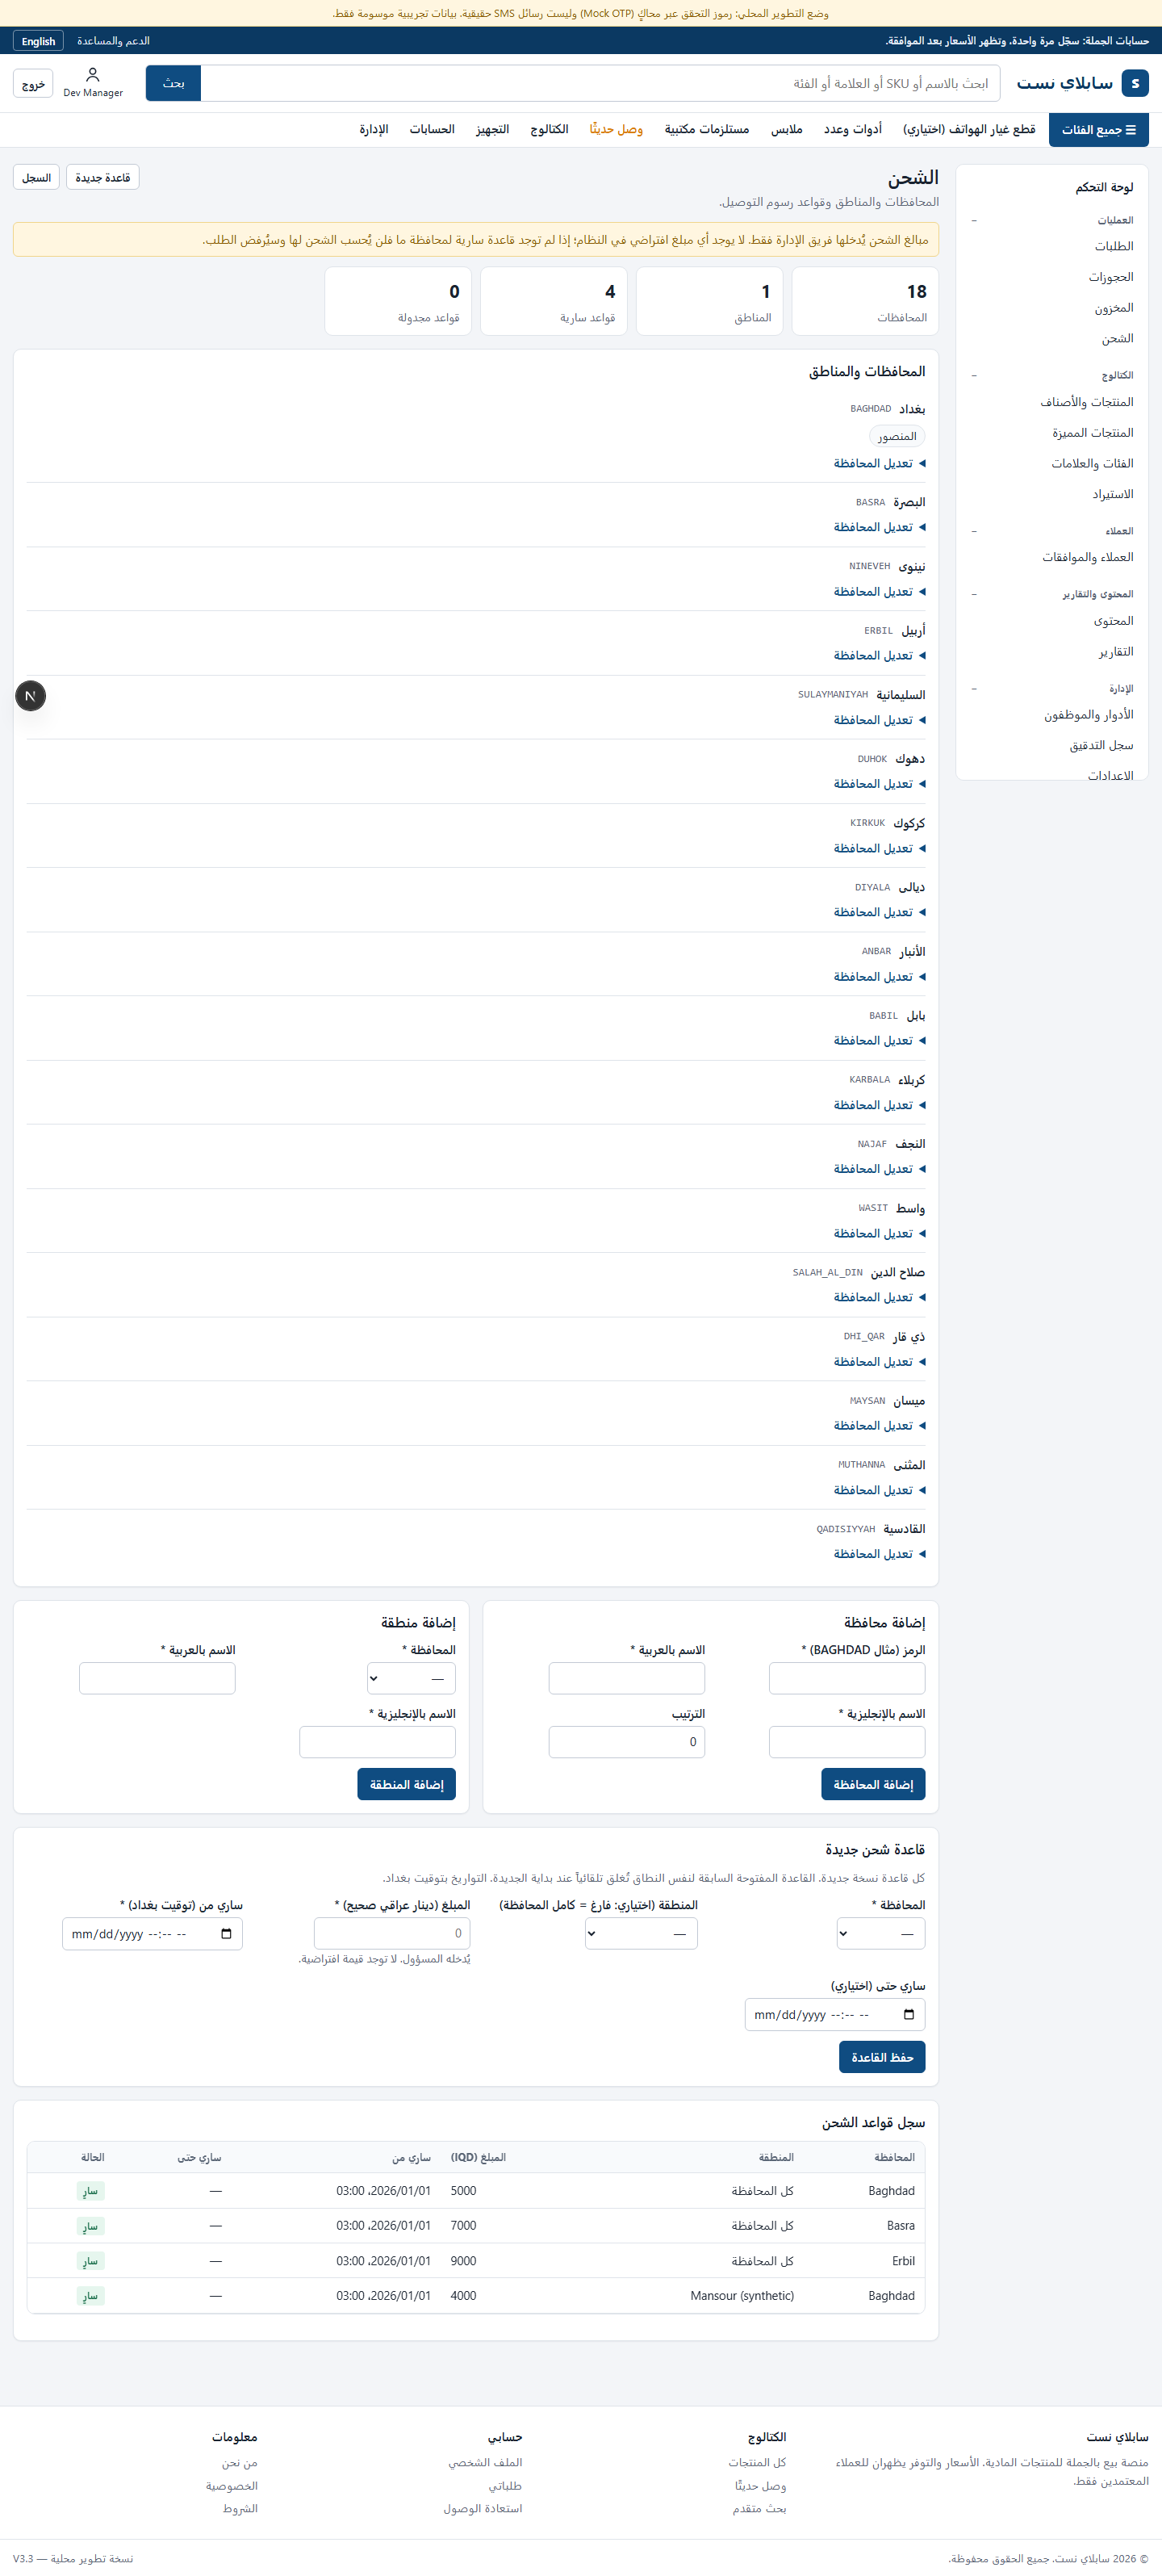 وضع التطوير المحلي: رموز التحقق عبر محاكٍ (Mock OTP) وليست رسائل SMS حقيقية، بيانات تجريبية موسومة فقط.
حسابات الجملة: سجّل مرة واحدة، وتظهر الأسعار بعد الموافقة.
الدعم والمساعدة
English
S سابلاي نست
ابحث بالاسم أو SKU أو العلامة أو الفئة
بحث
Dev Manager
خروج
☰ جميع الفئات
قطع غيار الهواتف (اختياري)
أدوات وعدد
ملابس
مستلزمات مكتبية
وصل حديثًا
الكتالوج
التجهيز
الحسابات
الإدارة
لوحة التحكم
العمليات –
الطلبات
الحجوزات
المخزون
الشحن
الكتالوج –
المنتجات والأصناف
المنتجات المميزة
الفئات والعلامات
الاستيراد
العملاء –
العملاء والموافقات
المحتوى والتقارير –
المحتوى
التقارير
الإدارة –
الأدوار والموظفون
سجل التدقيق
الإعدادات
الشحن
المحافظات والمناطق وقواعد رسوم التوصيل.
قاعدة جديدة
السجل
مبالغ الشحن يُدخلها فريق الإدارة فقط. لا يوجد أي مبلغ افتراضي في النظام؛ إذا لم توجد قاعدة سارية لمحافظة ما فلن يُحسب الشحن لها وسيُرفض الطلب.
18
المحافظات
1
المناطق
4
قواعد سارية
0
قواعد مجدولة
المحافظات والمناطق
بغداد BAGHDAD
المنصور
◀ تعديل المحافظة
البصرة BASRA
◀ تعديل المحافظة
نينوى NINEVEH
◀ تعديل المحافظة
أربيل ERBIL
◀ تعديل المحافظة
السليمانية SULAYMANIYAH
◀ تعديل المحافظة
دهوك DUHOK
◀ تعديل المحافظة
كركوك KIRKUK
◀ تعديل المحافظة
ديالى DIYALA
◀ تعديل المحافظة
الأنبار ANBAR
◀ تعديل المحافظة
بابل BABIL
◀ تعديل المحافظة
كربلاء KARBALA
◀ تعديل المحافظة
النجف NAJAF
◀ تعديل المحافظة
واسط WASIT
◀ تعديل المحافظة
صلاح الدين SALAH_AL_DIN
◀ تعديل المحافظة
ذي قار DHI_QAR
◀ تعديل المحافظة
ميسان MAYSAN
◀ تعديل المحافظة
المثنى MUTHANNA
◀ تعديل المحافظة
القادسية QADISIYYAH
◀ تعديل المحافظة
N
إضافة محافظة
الرمز (مثال BAGHDAD) *
الاسم بالعربية *
الاسم بالإنجليزية *
الترتيب
0
إضافة المحافظة
إضافة منطقة
المحافظة *
—
الاسم بالعربية *
الاسم بالإنجليزية *
إضافة المنطقة
قاعدة شحن جديدة
كل قاعدة نسخة جديدة. القاعدة المفتوحة السابقة لنفس النطاق تُغلق تلقائياً عند بداية الجديدة. التواريخ بتوقيت بغداد.
المحافظة *
—
المنطقة (اختياري: فارغ = كامل المحافظة)
—
المبلغ (دينار عراقي صحيح) *
0
يُدخله المسؤول. لا توجد قيمة افتراضية.
ساري من (توقيت بغداد) *
mm/dd/yyyy --:-- --
ساري حتى (اختياري)
mm/dd/yyyy --:-- --
حفظ القاعدة
سجل قواعد الشحن
المحافظة المنطقة المبلغ (IQD) ساري من ساري حتى الحالة
Baghdad كل المحافظة 5000 2026/01/01، 03:00 — سارٍ
Basra كل المحافظة 7000 2026/01/01، 03:00 — سارٍ
Erbil كل المحافظة 9000 2026/01/01، 03:00 — سارٍ
Baghdad Mansour (synthetic) 4000 2026/01/01، 03:00 — سارٍ
سابلاي نست
منصة بيع بالجملة للمنتجات المادية. الأسعار والتوفر يظهران للعملاء
المعتمدين فقط.
الكتالوج
كل المنتجات
وصل حديثًا
بحث متقدم
حسابي
الملف الشخصي
طلباتي
استعادة الوصول
معلومات
من نحن
الخصوصية
الشروط
© 2026 سابلاي نست. جميع الحقوق محفوظة.
نسخة تطوير محلية — V3.3